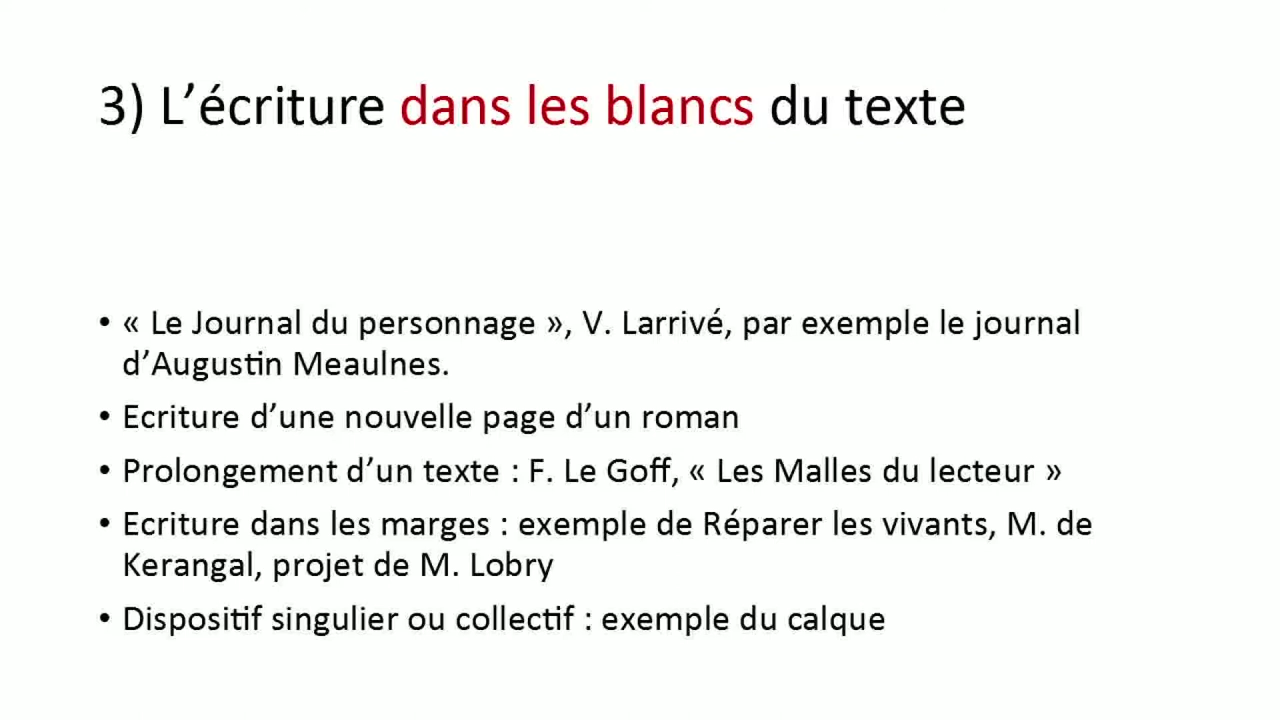 3) L’écriture dans les blancs du texte
• « Le Journal du personnage », V. Larrivé, par exemple le journal
d’Augustin Meaulnes.
• Ecriture d’une nouvelle page d’un roman
• Prolongement d’un texte : F. Le Goff, « Les Malles du lecteur »
• Ecriture dans les marges : exemple de Réparer les vivants, M. de
Kerangal, projet de M. Lobry
• Dispositif singulier ou collectif : exemple du calque